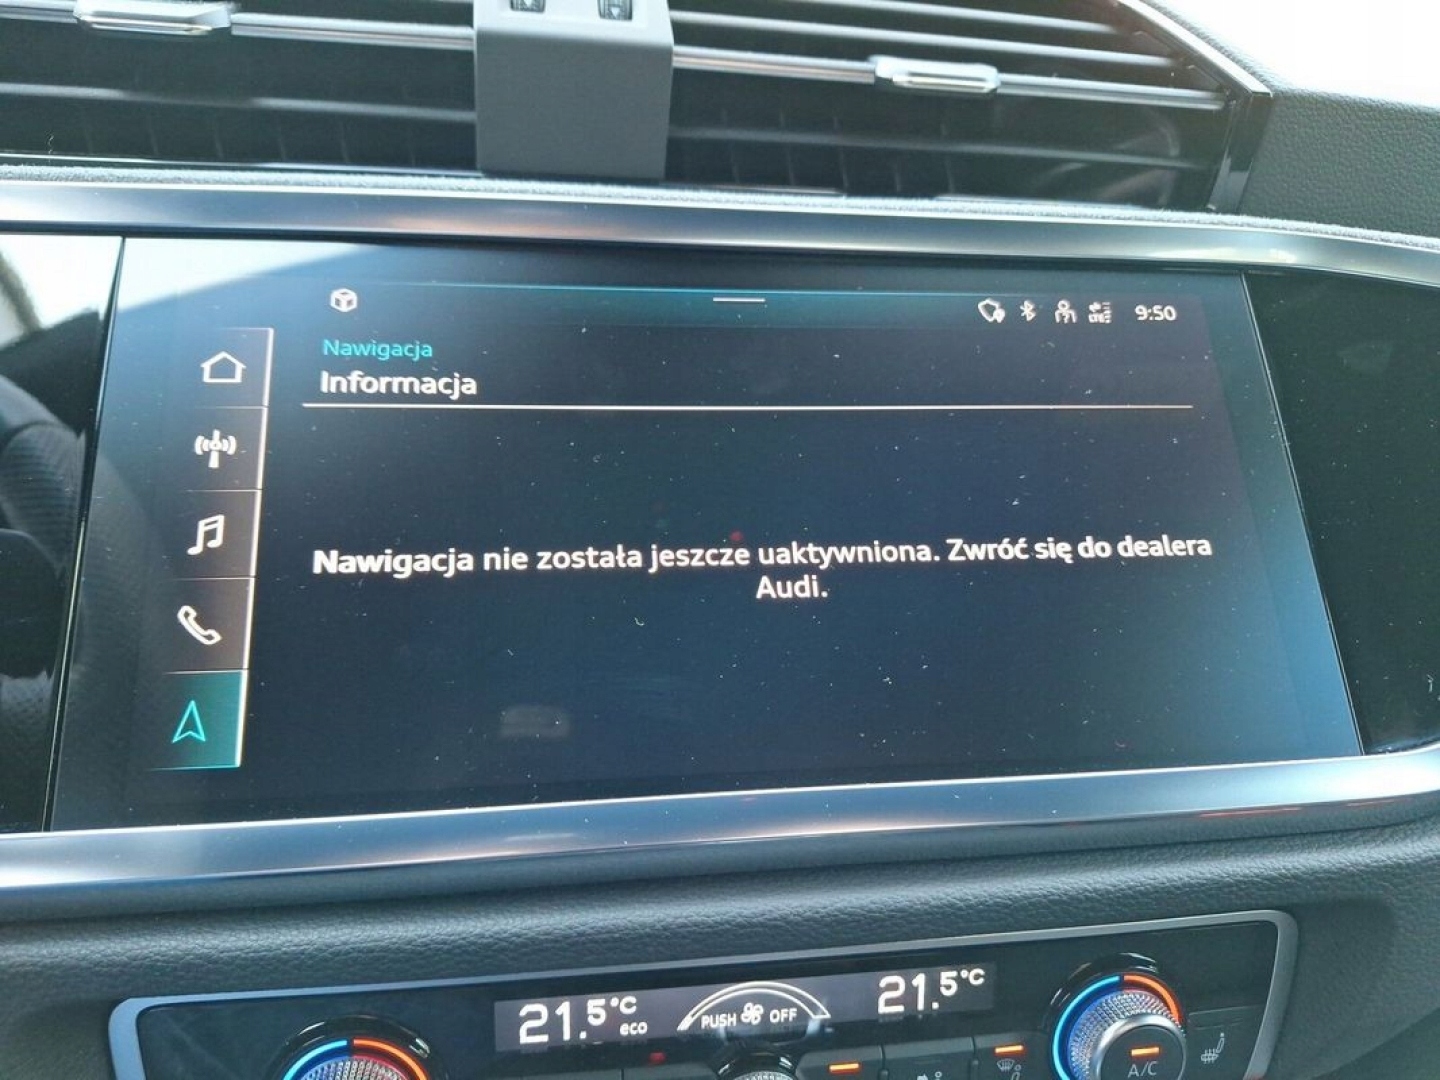 9:50
Nawigacja
Informacja
Nawigacja nie została jeszcze uaktywniona. Zwróć się do dealera
Audi.
21.5°C
eco
PUSH OFF
21.5°C
A/C